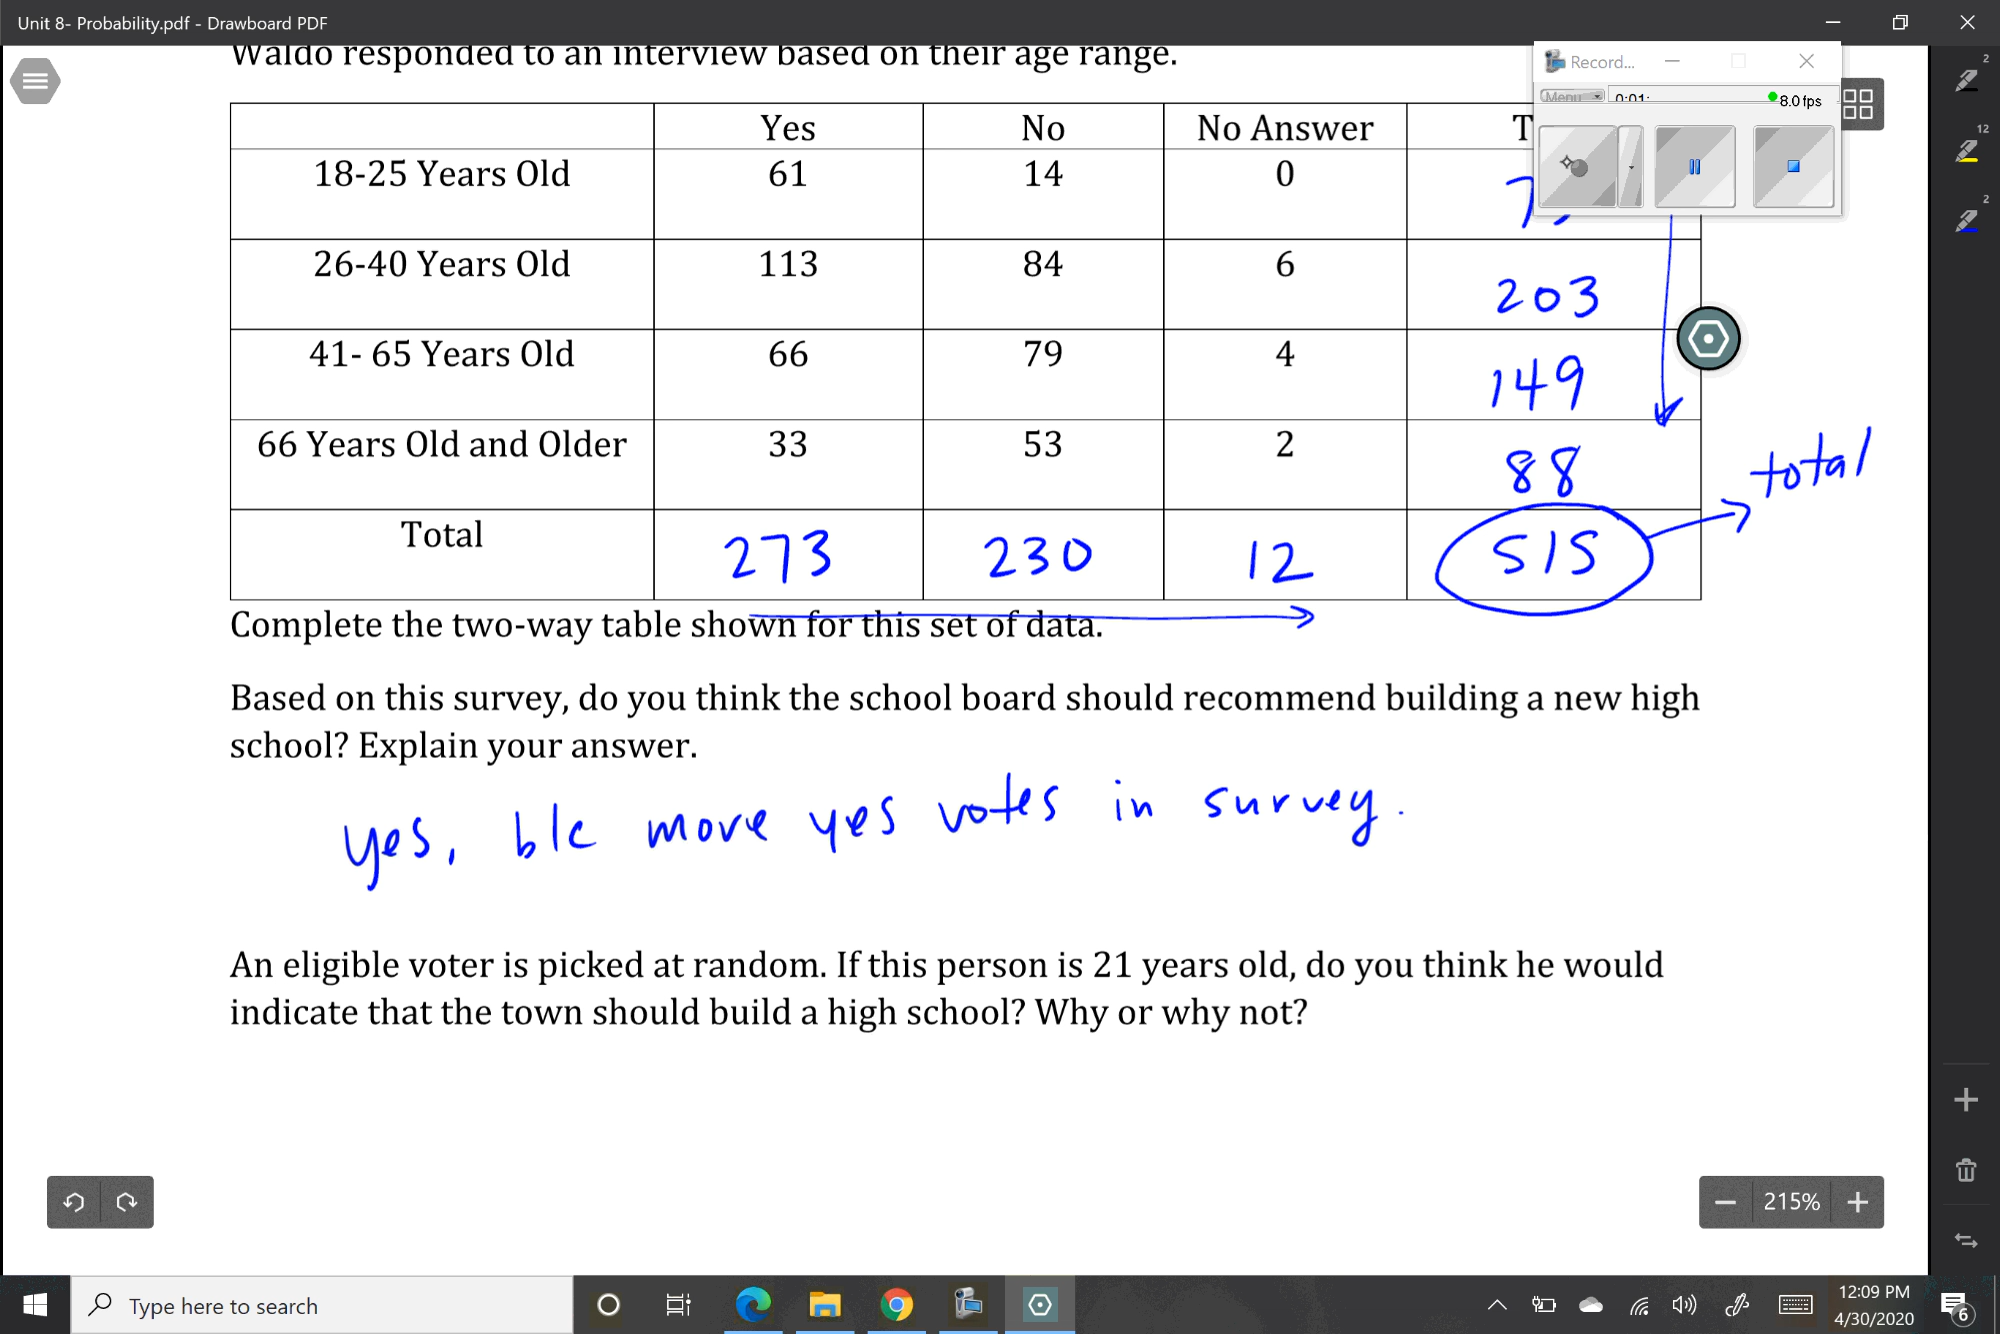 Unit 8- Probability.pdf - Drawboard PDF
Waldo responded to an interview based on their age range.
Record...
Menu 0:01: 8.0 fps
2
12
2
Yes No No Answer T
18-25 Years Old 61 14 0 7
26-40 Years Old 113 84 6 203
41- 65 Years Old 66 79 4 149
66 Years Old and Older 33 53 2 88
total
Total 273 230 12 515
Complete the two-way table shown for this set of data.
Based on this survey, do you think the school board should recommend building a new high
school? Explain your answer.
yes, b/c more yes votes in survey.
An eligible voter is picked at random. If this person is 21 years old, do you think he would
indicate that the town should build a high school? Why or why not?
215%
Type here to search
12:09 PM
4/30/2020
6